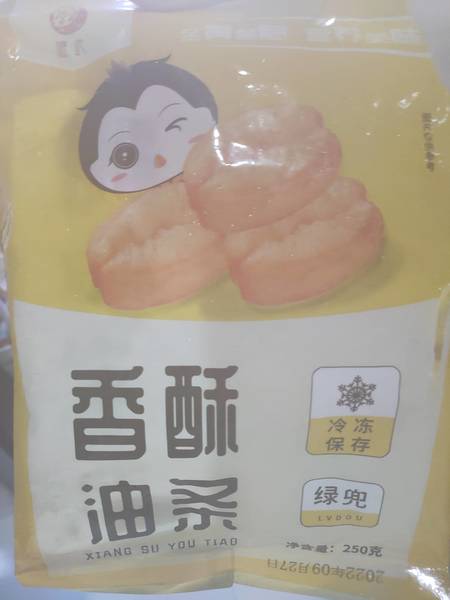 香酥
油条
XIANG SU YOU TIAO
冷冻
保存
绿兜
LVDOU
净含量：250克
2022年09月27日